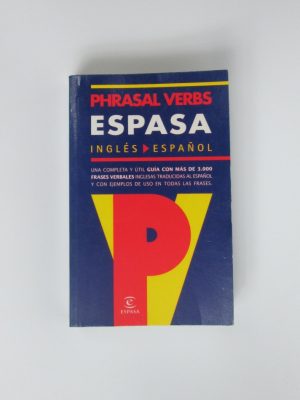 PHRASAL VERBS
ESPASA
INGLÉS ▶ ESPAÑOL
UNA COMPLETA Y ÚTIL GUÍA CON MÁS DE 3.000
FRASES VERBALES INGLESAS TRADUCIDAS AL ESPAÑOL
Y CON EJEMPLOS DE USO EN TODAS LAS FRASES.
PV
e
ESPASA